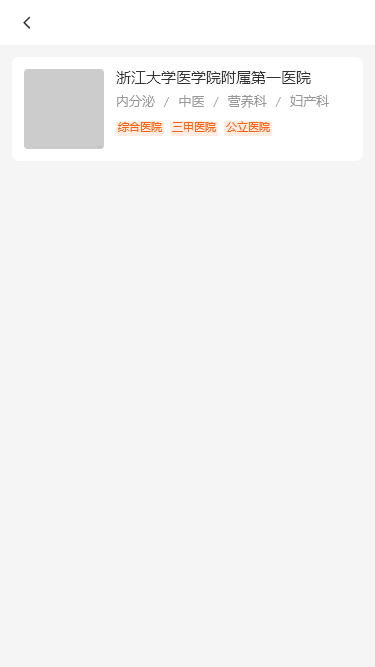 浙江大学医学院附属第一医院
内分泌 / 中医 / 营养科 / 妇产科
综合医院 三甲医院 公立医院